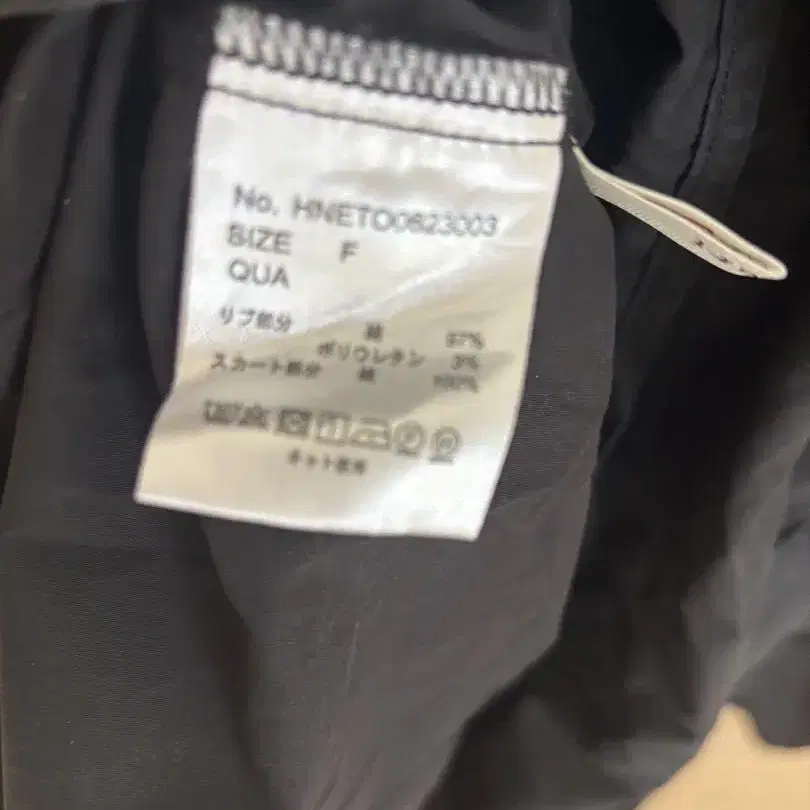 No. HNETO0623003
SIZE F
QUA
リブ部分 綿 97%
ポリウレタン 3%
スカート部分 綿 100%
ネット使用